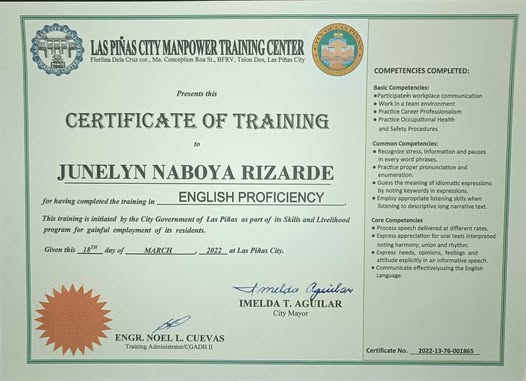 LAS PIÑAS CITY MANPOWER TRAINING CENTER
Florlina Dela Cruz cor., Ma. Conception Roa St., BFRV, Talon Dos, Las Piñas City
Presents this
CERTIFICATE OF TRAINING
to
JUNELYN NABOYA RIZARDE
for having completed the training in ENGLISH PROFICIENCY.
This training is initiated by the City Government of Las Piñas as part of its Skills and Livelihood
program for gainful employment of its residents.
Given this 18TH day of MARCH, 2022 at Las Piñas City.
Imelda Aguilar
IMELDA T. AGUILAR
City Mayor
ENGR. NOEL L. CUEVAS
Training Administrator/CGADH II
COMPETENCIES COMPLETED:
Basic Competencies:
●Participatein workplace communication
● Work in a team environment
● Practice Career Professionalism
● Practice Occupational Health
and Safety Procedures
Common Competencies:
● Recognize stress, information and pauses
in every word phrases.
● Practice proper pronunciation and
enumeration.
● Guess the meaning of idiomatic expressions
by noting keywords in expressions.
● Employ appropriate listening skills when
listening to descriptive long narrative text.
Core Competencies
● Process speech delivered at different rates.
● Express appreciation for oral texts interpreted
noting harmony, unison and rhythm.
● Express needs, opinions, feelings and
attitude explicitly in an informative speech.
● Communicate effectivelyusing the English
Language.
Certificate No. 2022-13-76-001865